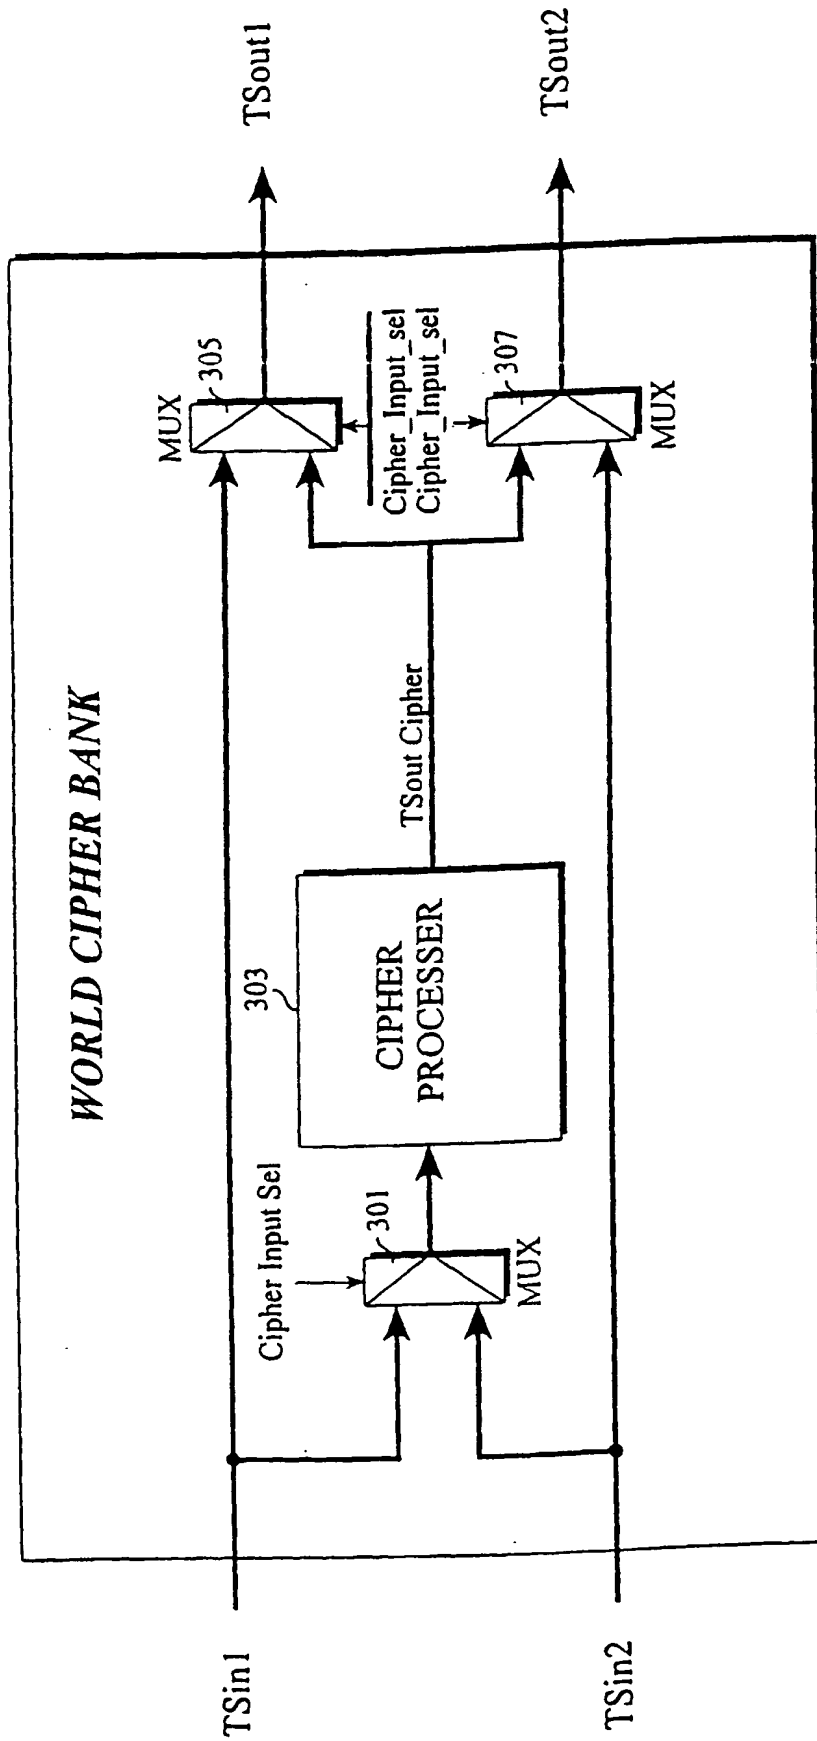 WORLD CIPHER BANK
TSin1
TSin2
Cipher Input Sel
301
MUX
303
CIPHER
PROCESSER
TSout Cipher
MUX
305
Cipher_Input_sel
Cipher_Input_sel
307
MUX
TSout1
TSout2